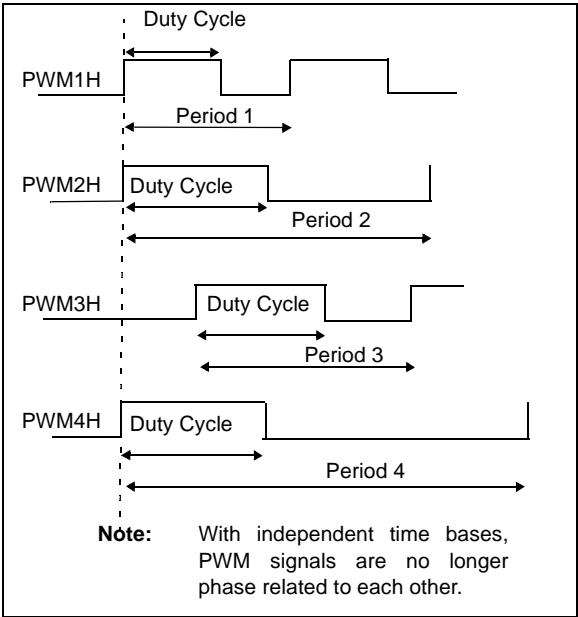 Duty Cycle
PWM1H
Period 1
PWM2H
Duty Cycle
Period 2
PWM3H
Duty Cycle
Period 3
PWM4H
Duty Cycle
Period 4
Note: With independent time bases,
PWM signals are no longer
phase related to each other.